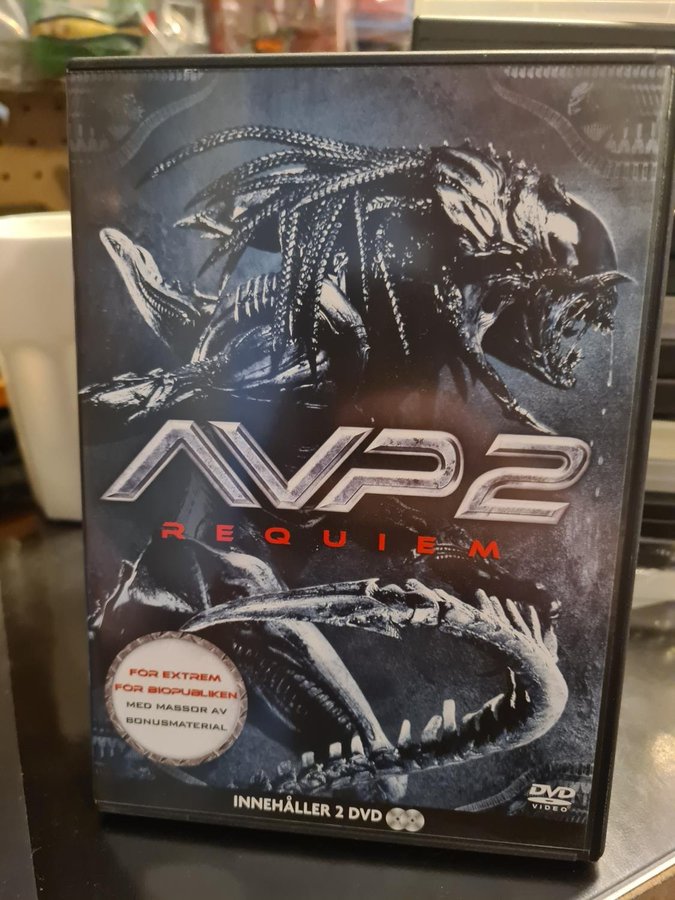 AVP2
REQUIEM
FÖR EXTREM
FÖR BIOPUBLIKEN
MED MASSOR AV
BONUSMATERIAL
INNEHÅLLER 2 DVD
DVD
VIDEO